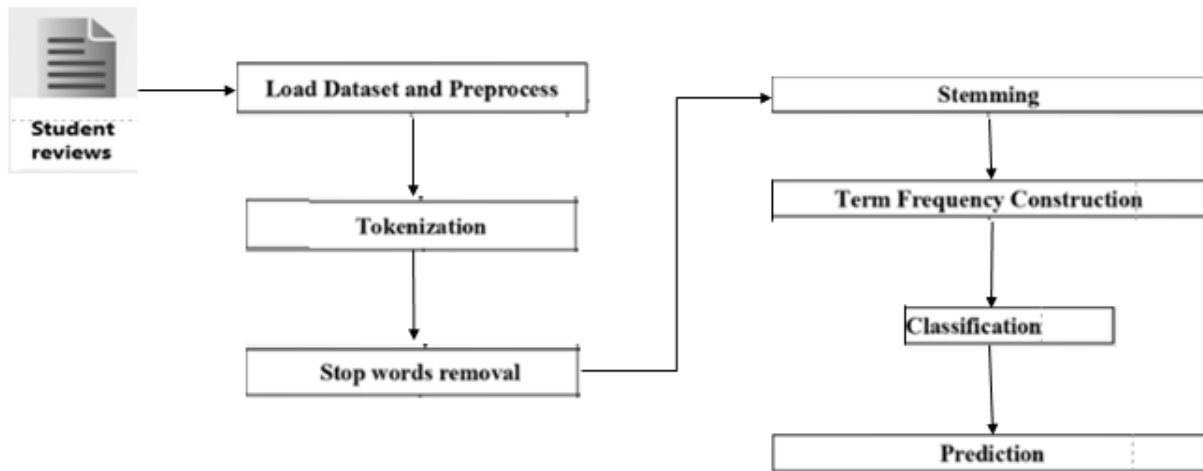 Student
reviews
Load Dataset and Preprocess
Tokenization
Stop words removal
Stemming
Term Frequency Construction
Classification
Prediction